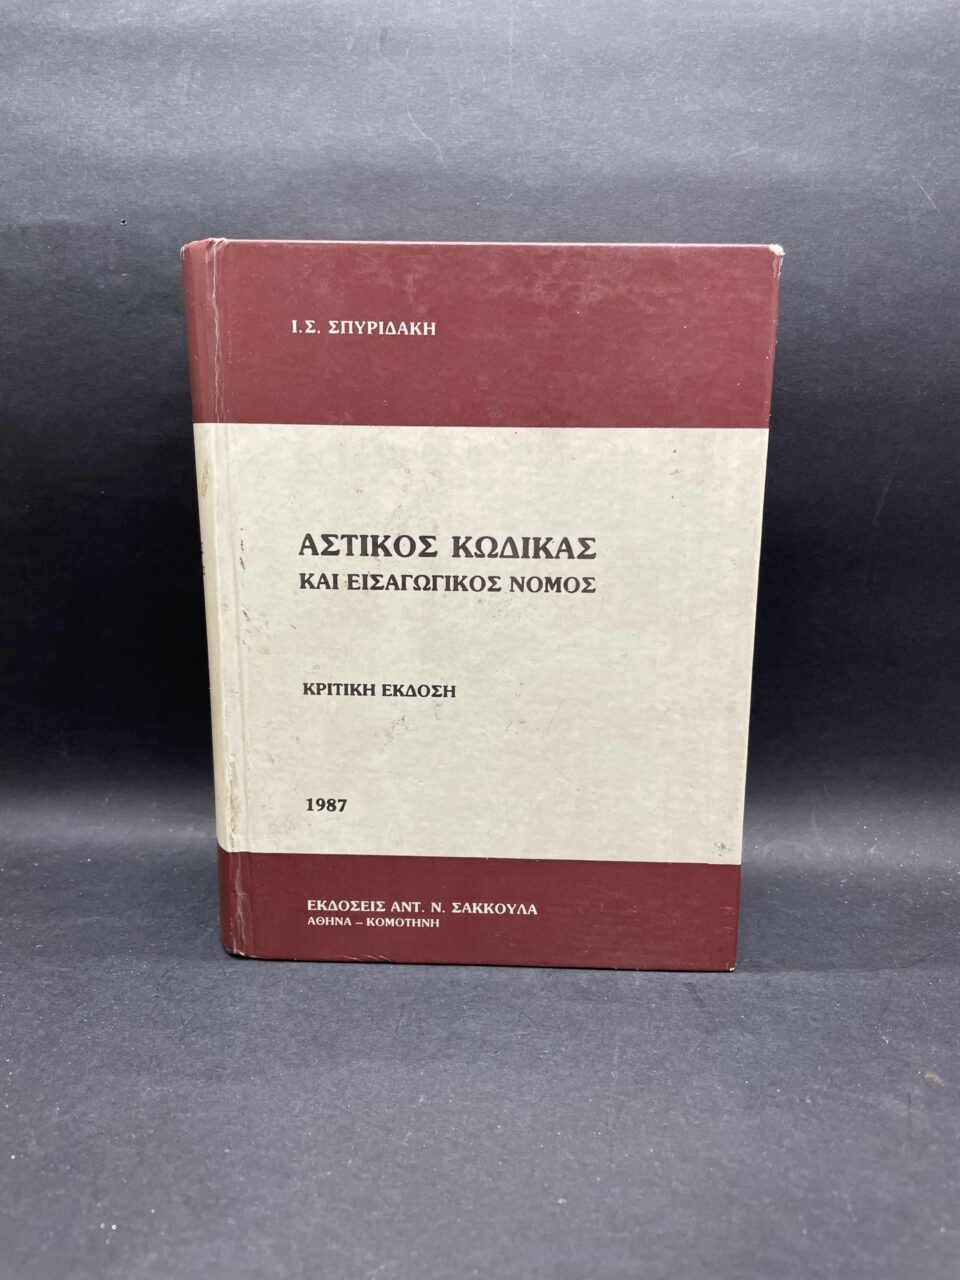 Ι.Σ. ΣΠΥΡΙΔΑΚΗ
ΑΣΤΙΚΟΣ ΚΩΔΙΚΑΣ
ΚΑΙ ΕΙΣΑΓΩΓΙΚΟΣ ΝΟΜΟΣ
ΚΡΙΤΙΚΗ ΕΚΔΟΣΗ
1987
ΕΚΔΟΣΕΙΣ ΑΝΤ. Ν. ΣΑΚΚΟΥΛΑ
ΑΘΗΝΑ – ΚΟΜΟΤΗΝΗ